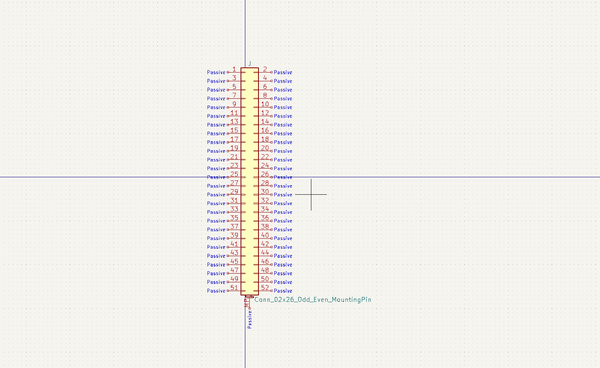 J
Passive 1 2 Passive
Passive 3 4 Passive
Passive 5 6 Passive
Passive 7 8 Passive
Passive 9 10 Passive
Passive 11 12 Passive
Passive 13 14 Passive
Passive 15 16 Passive
Passive 17 18 Passive
Passive 19 20 Passive
Passive 21 22 Passive
Passive 23 24 Passive
Passive 25 26 Passive
Passive 27 28 Passive
Passive 29 30 Passive
Passive 31 32 Passive
Passive 33 34 Passive
Passive 35 36 Passive
Passive 37 38 Passive
Passive 39 40 Passive
Passive 41 42 Passive
Passive 43 44 Passive
Passive 45 46 Passive
Passive 47 48 Passive
Passive 49 50 Passive
Passive 51 52 Passive
Conn_02x26_Odd_Even_MountingPin
Passive